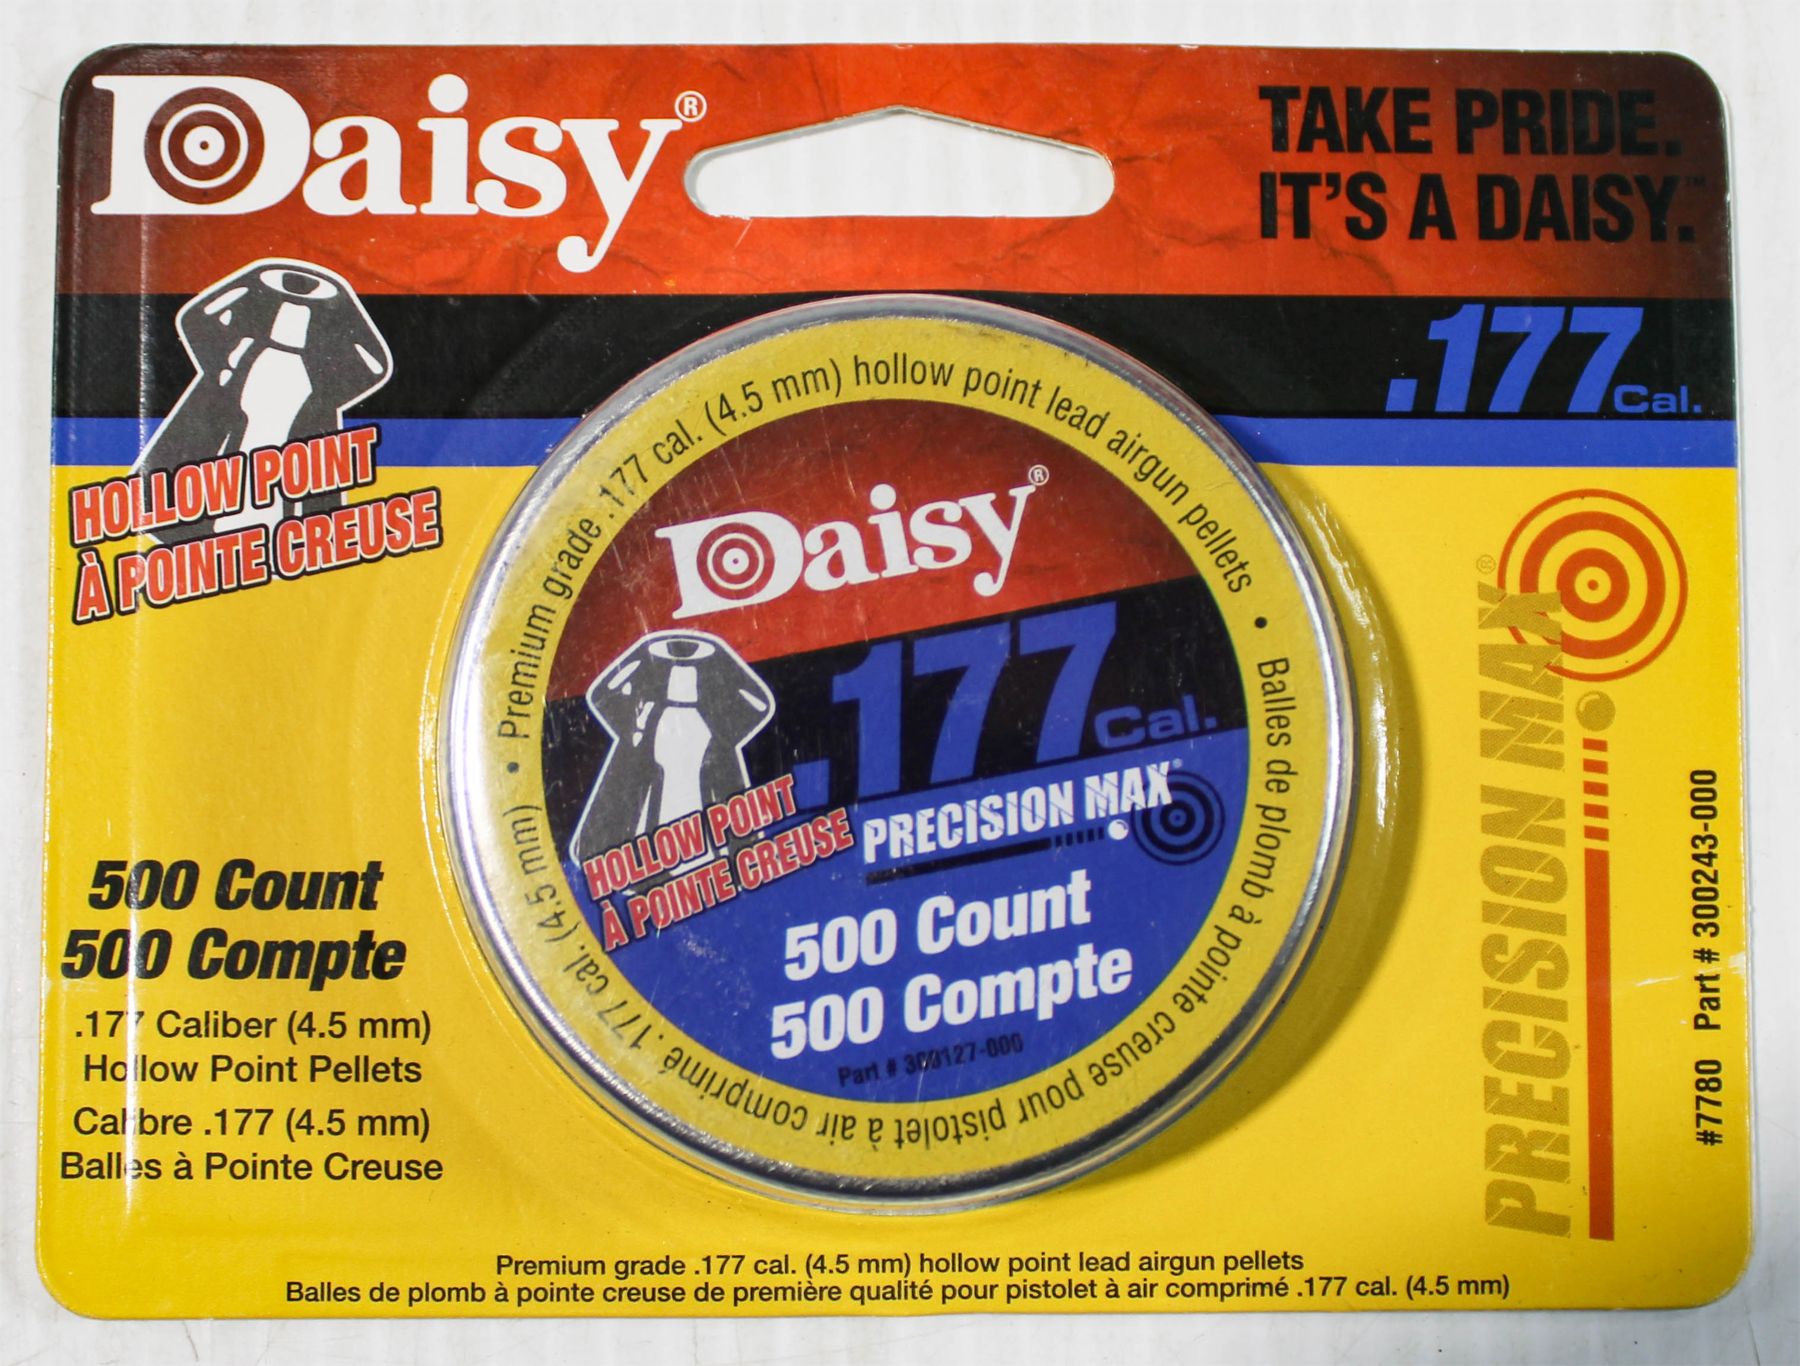 Daisy®
TAKE PRIDE.
IT'S A DAISY.™
.177 Cal.
HOLLOW POINT
À POINTE CREUSE
500 Count
500 Compte
.177 Caliber (4.5 mm)
Hollow Point Pellets
Calibre .177 (4.5 mm)
Balles à Pointe Creuse
• Premium grade .177 cal. (4.5 mm) hollow point lead airgun pellets
• Balles de plomb à pointe creuse pour pistolet à air comprimé .177 cal. (4.5 mm)
Daisy®
.177 Cal.
HOLLOW POINT
À POINTE CREUSE
PRECISION MAX®
500 Count
500 Compte
Part # 300127-000
PRECISION MAX®
#7780 Part # 300243-000
Premium grade .177 cal. (4.5 mm) hollow point lead airgun pellets
Balles de plomb à pointe creuse de première qualité pour pistolet à air comprimé .177 cal. (4.5 mm)